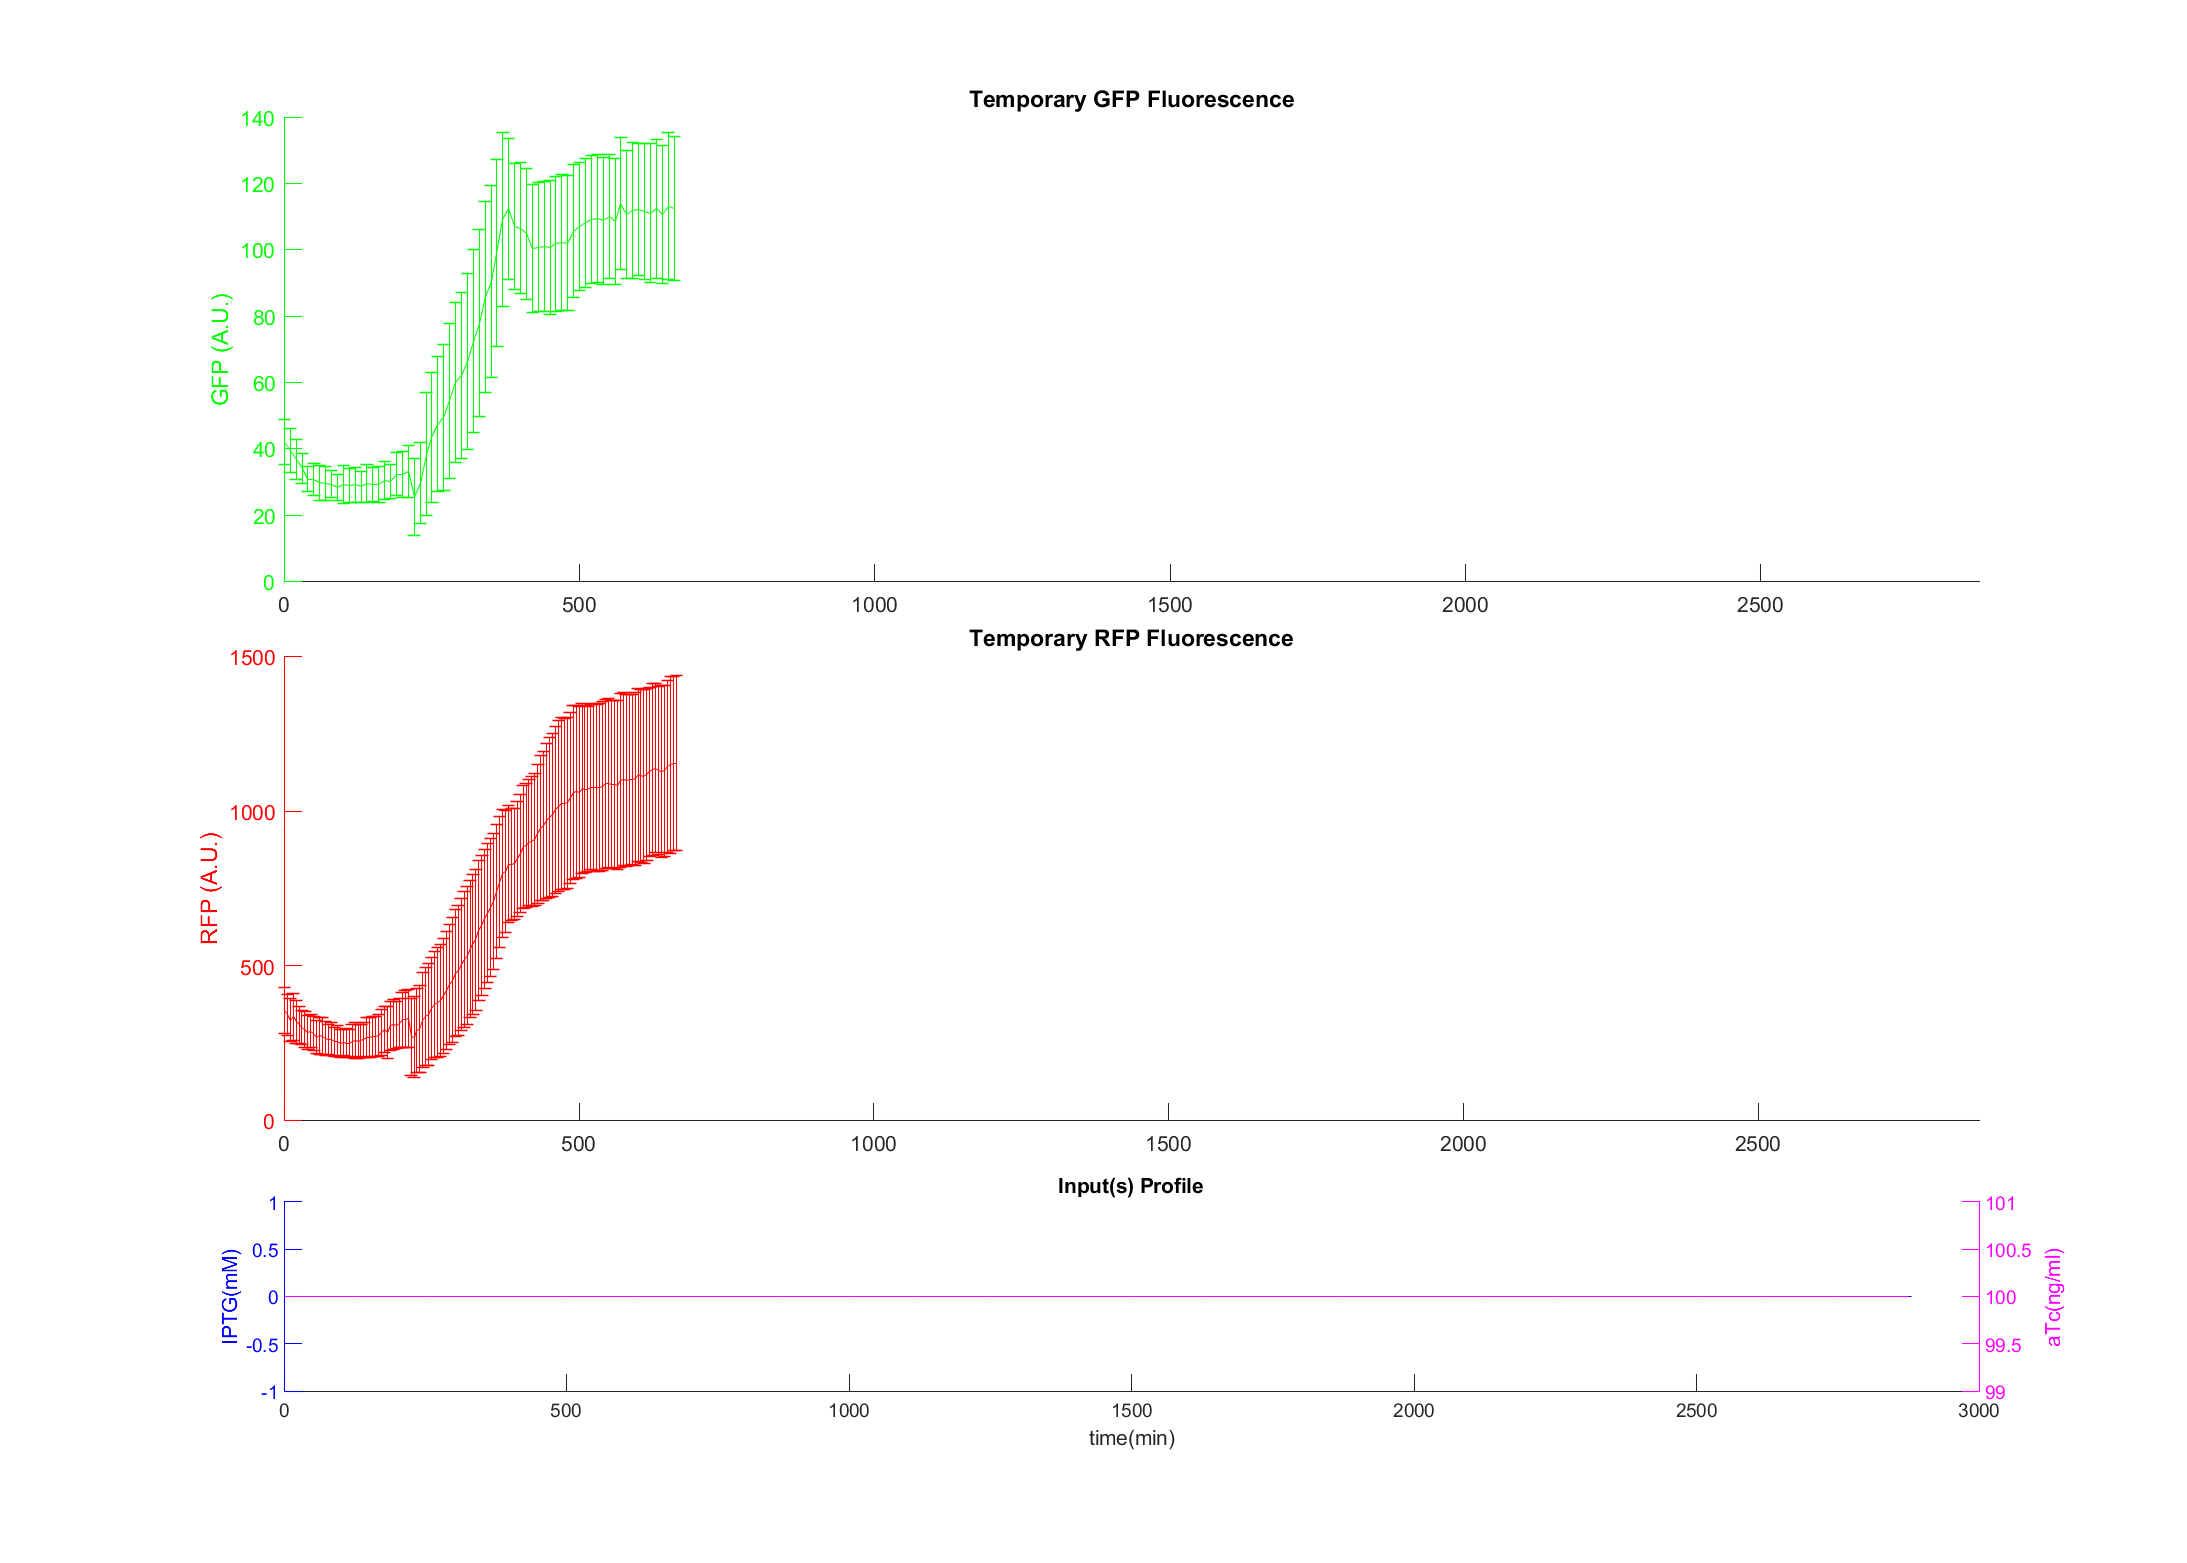 Temporary GFP Fluorescence
140
120
100
80
60
40
20
0
GFP (A.U.)
0 500 1000 1500 2000 2500
Temporary RFP Fluorescence
1500
1000
500
0
RFP (A.U.)
0 500 1000 1500 2000 2500
Input(s) Profile
1
0.5
0
-0.5
-1
IPTG(mM)
101
100.5
100
99.5
99
aTc(ng/ml)
0 500 1000 1500 2000 2500 3000
time(min)